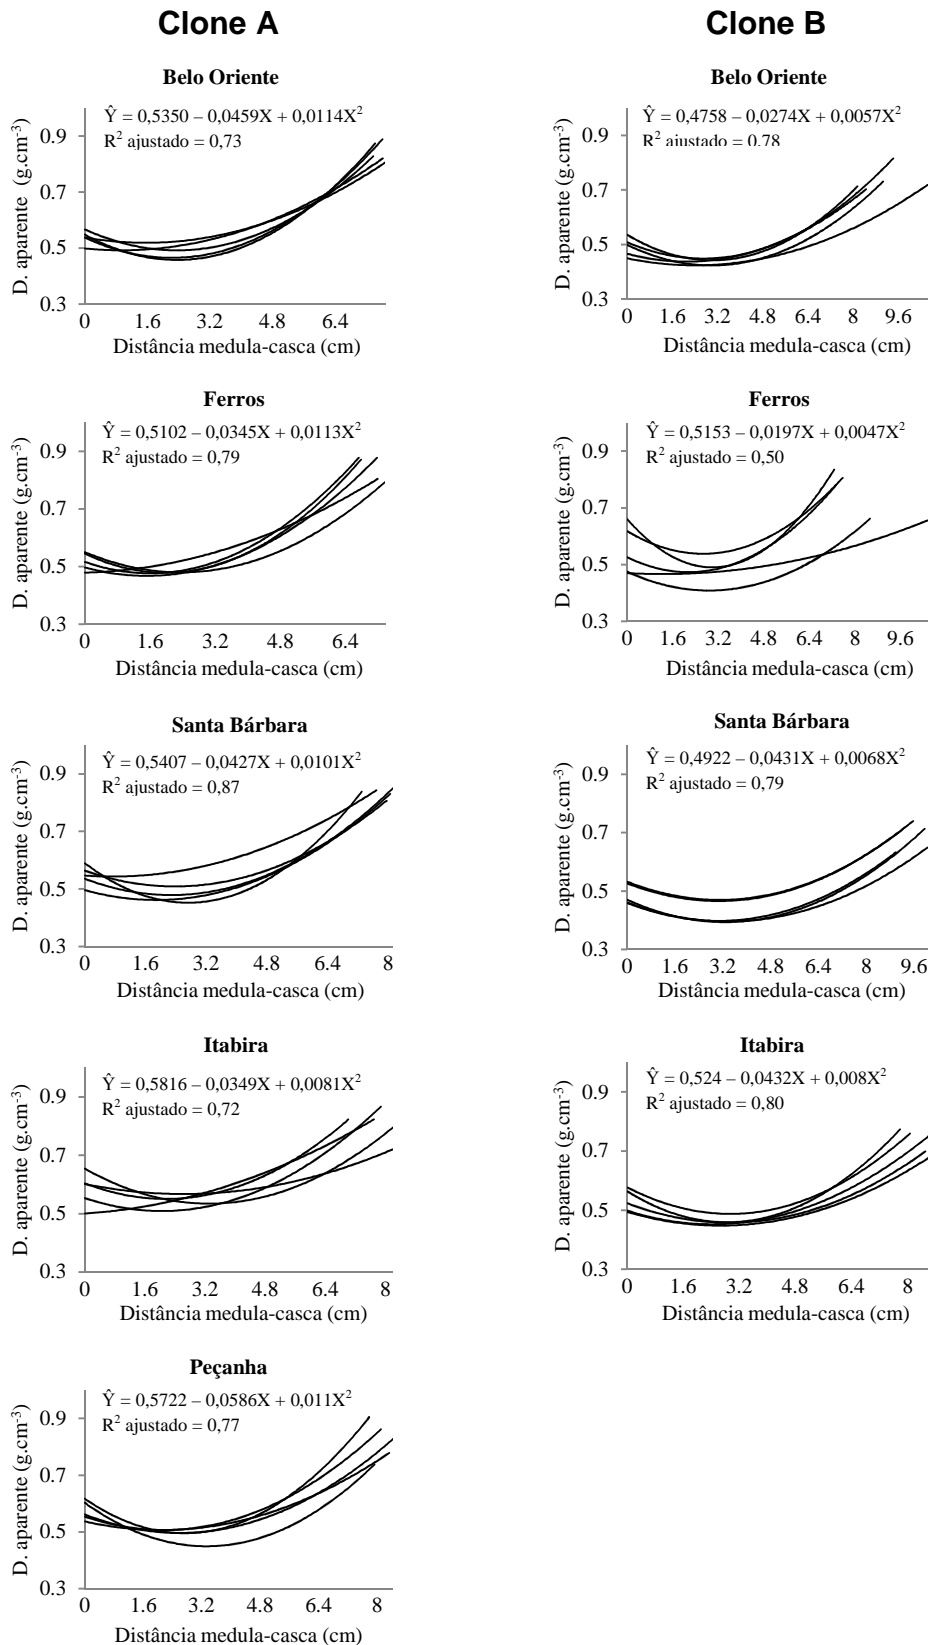 Clone A
Clone B
Belo Oriente
Ŷ = 0,5350 – 0,0459X + 0,0114X²
R² ajustado = 0,73
D. aparente (g.cm⁻³)
0.9
0.7
0.5
0.3
0 1.6 3.2 4.8 6.4
Distância medula-casca (cm)
Belo Oriente
Ŷ = 0,4758 – 0,0274X + 0,0057X²
R² ajustado = 0,78
D. aparente (g.cm⁻³)
0.9
0.7
0.5
0.3
0 1.6 3.2 4.8 6.4 8 9.6
Distância medula-casca (cm)
Ferros
Ŷ = 0,5102 – 0,0345X + 0,0113X²
R² ajustado = 0,79
D. aparente (g.cm⁻³)
0.9
0.7
0.5
0.3
0 1.6 3.2 4.8 6.4
Distância medula-casca (cm)
Ferros
Ŷ = 0,5153 – 0,0197X + 0,0047X²
R² ajustado = 0,50
D. aparente (g.cm⁻³)
0.9
0.7
0.5
0.3
0 1.6 3.2 4.8 6.4 8 9.6
Distância medula-casca (cm)
Santa Bárbara
Ŷ = 0,5407 – 0,0427X + 0,0101X²
R² ajustado = 0,87
D. aparente (g.cm⁻³)
0.9
0.7
0.5
0.3
0 1.6 3.2 4.8 6.4 8
Distância medula-casca (cm)
Santa Bárbara
Ŷ = 0,4922 – 0,0431X + 0,0068X²
R² ajustado = 0,79
D. aparente (g.cm⁻³)
0.9
0.7
0.5
0.3
0 1.6 3.2 4.8 6.4 8 9.6
Distância medula-casca (cm)
Itabira
Ŷ = 0,5816 – 0,0349X + 0,0081X²
R² ajustado = 0,72
D. aparente (g.cm⁻³)
0.9
0.7
0.5
0.3
0 1.6 3.2 4.8 6.4 8
Distância medula-casca (cm)
Itabira
Ŷ = 0,524 – 0,0432X + 0,008X²
R² ajustado = 0,80
D. aparente (g.cm⁻³)
0.9
0.7
0.5
0.3
0 1.6 3.2 4.8 6.4 8
Distância medula-casca (cm)
Peçanha
Ŷ = 0,5722 – 0,0586X + 0,011X²
R² ajustado = 0,77
D. aparente (g.cm⁻³)
0.9
0.7
0.5
0.3
0 1.6 3.2 4.8 6.4 8
Distância medula-casca (cm)